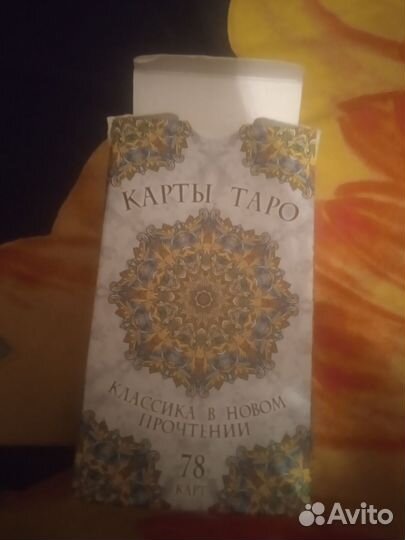 КАРТЫ ТАРО
КЛАССИКА В НОВОМ
ПРОЧТЕНИИ
78
КАРТ
Avito